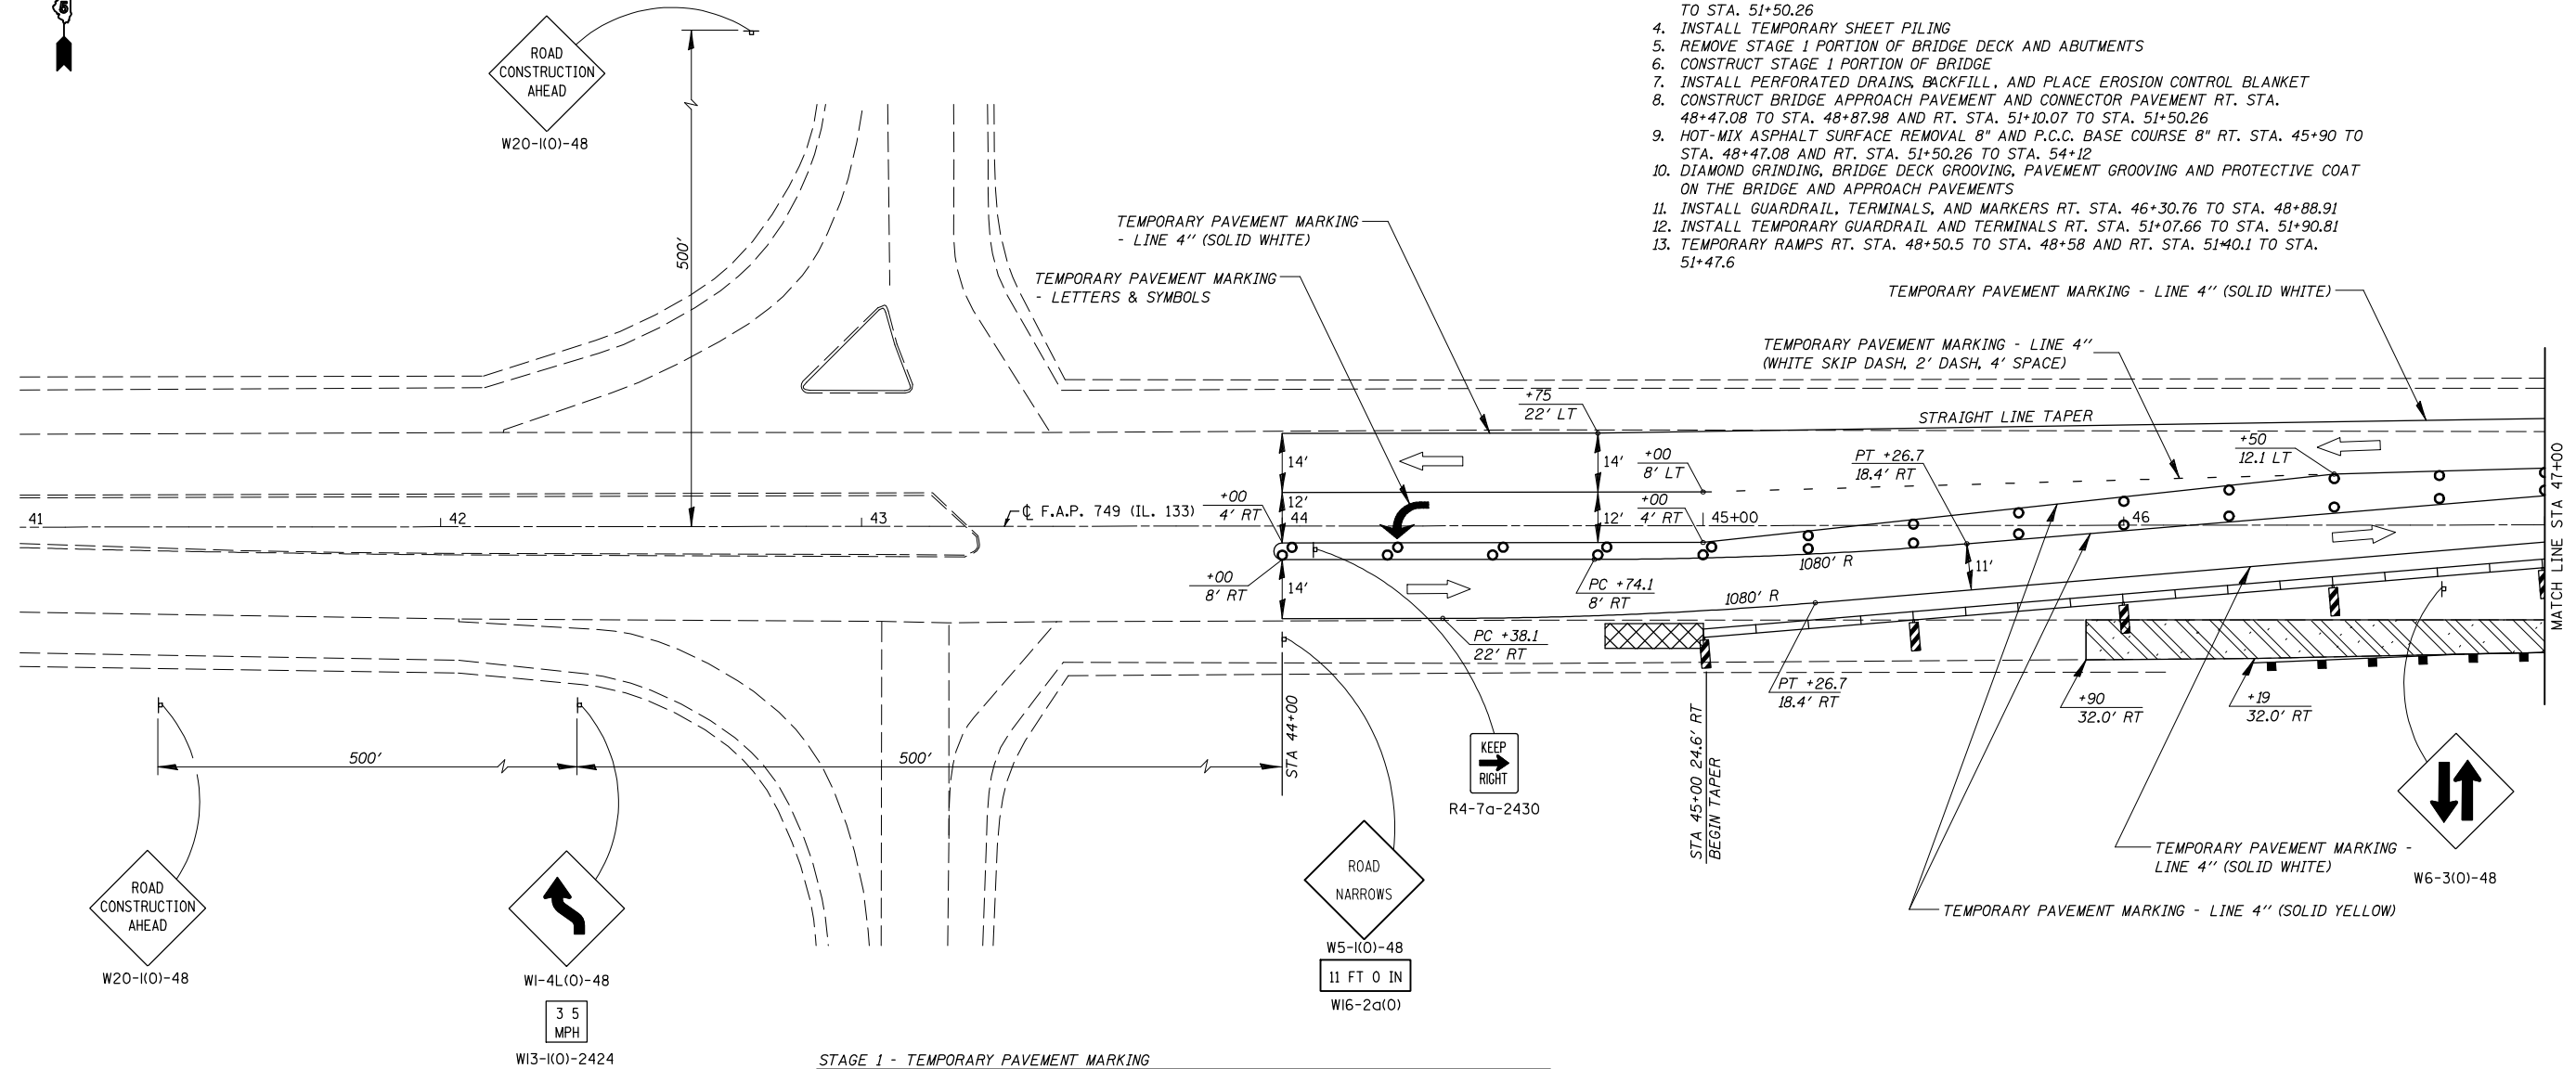 5
TO STA. 51+50.26
4. INSTALL TEMPORARY SHEET PILING
5. REMOVE STAGE 1 PORTION OF BRIDGE DECK AND ABUTMENTS
6. CONSTRUCT STAGE 1 PORTION OF BRIDGE
7. INSTALL PERFORATED DRAINS, BACKFILL, AND PLACE EROSION CONTROL BLANKET
8. CONSTRUCT BRIDGE APPROACH PAVEMENT AND CONNECTOR PAVEMENT RT. STA.
48+47.08 TO STA. 48+87.98 AND RT. STA. 51+10.07 TO STA. 51+50.26
9. HOT-MIX ASPHALT SURFACE REMOVAL 8" AND P.C.C. BASE COURSE 8" RT. STA. 45+90 TO
STA. 48+47.08 AND RT. STA. 51+50.26 TO STA. 54+12
10. DIAMOND GRINDING, BRIDGE DECK GROOVING, PAVEMENT GROOVING AND PROTECTIVE COAT
ON THE BRIDGE AND APPROACH PAVEMENTS
11. INSTALL GUARDRAIL, TERMINALS, AND MARKERS RT. STA. 46+30.76 TO STA. 48+88.91
12. INSTALL TEMPORARY GUARDRAIL AND TERMINALS RT. STA. 51+07.66 TO STA. 51+90.81
13. TEMPORARY RAMPS RT. STA. 48+50.5 TO STA. 48+58 AND RT. STA. 51+40.1 TO STA.
51+47.6
ROAD
CONSTRUCTION
AHEAD
W20-1(O)-48
500'
TEMPORARY PAVEMENT MARKING
- LINE 4" (SOLID WHITE)
TEMPORARY PAVEMENT MARKING
- LETTERS & SYMBOLS
TEMPORARY PAVEMENT MARKING - LINE 4" (SOLID WHITE)
TEMPORARY PAVEMENT MARKING - LINE 4"
(WHITE SKIP DASH, 2' DASH, 4' SPACE)
+75
22' LT
STRAIGHT LINE TAPER
+50
12.1 LT
14'
14'
+00
8' LT
PT +26.7
18.4' RT
12'
12'
+00
4' RT
+00
4' RT
41
42
43
℄ F.A.P. 749 (IL. 133)
44
45+00
46
MATCH LINE STA 47+00
1080' R
11'
+00
8' RT
14'
PC +74.1
8' RT
1080' R
PC +38.1
22' RT
PT +26.7
18.4' RT
+90
32.0' RT
+19
32.0' RT
500'
500'
STA 44+00
KEEP
RIGHT
R4-7a-2430
STA 45+00 24.6' RT
BEGIN TAPER
TEMPORARY PAVEMENT MARKING -
LINE 4" (SOLID WHITE)
W6-3(O)-48
TEMPORARY PAVEMENT MARKING - LINE 4" (SOLID YELLOW)
ROAD
CONSTRUCTION
AHEAD
W20-1(O)-48
W1-4L(O)-48
3 5
MPH
W13-1(O)-2424
ROAD
NARROWS
W5-1(O)-48
11 FT 0 IN
W16-2a(O)
STAGE 1 - TEMPORARY PAVEMENT MARKING